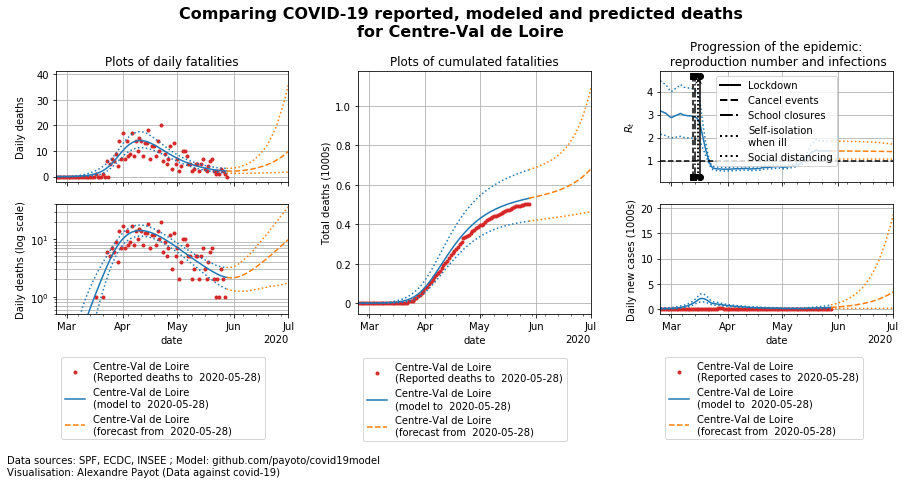 Comparing COVID-19 reported, modeled and predicted deaths
for Centre-Val de Loire
Plots of daily fatalities
Daily deaths
40
30
20
10
0
Daily deaths (log scale)
10¹
10⁰
Mar
Apr
May
Jun
Jul
date
2020
Centre-Val de Loire
(Reported deaths to  2020-05-28)
Centre-Val de Loire
(model to  2020-05-28)
Centre-Val de Loire
(forecast from  2020-05-28)
Plots of cumulated fatalities
Total deaths (1000s)
1.0
0.8
0.6
0.4
0.2
0
Mar
Apr
May
Jun
Jul
date
2020
Centre-Val de Loire
(Reported deaths to  2020-05-28)
Centre-Val de Loire
(model to  2020-05-28)
Centre-Val de Loire
(forecast from  2020-05-28)
Progression of the epidemic:
reproduction number and infections
Rₜ
4
3
2
1
Lockdown
Cancel events
School closures
Self-isolation
when ill
Social distancing
Daily new cases (1000s)
20
15
10
5
0
Mar
Apr
May
Jun
Jul
date
2020
Centre-Val de Loire
(Reported cases to  2020-05-28)
Centre-Val de Loire
(model to  2020-05-28)
Centre-Val de Loire
(forecast from  2020-05-28)
Data sources: SPF, ECDC, INSEE ; Model: github.com/payoto/covid19model
Visualisation: Alexandre Payot (Data against covid-19)